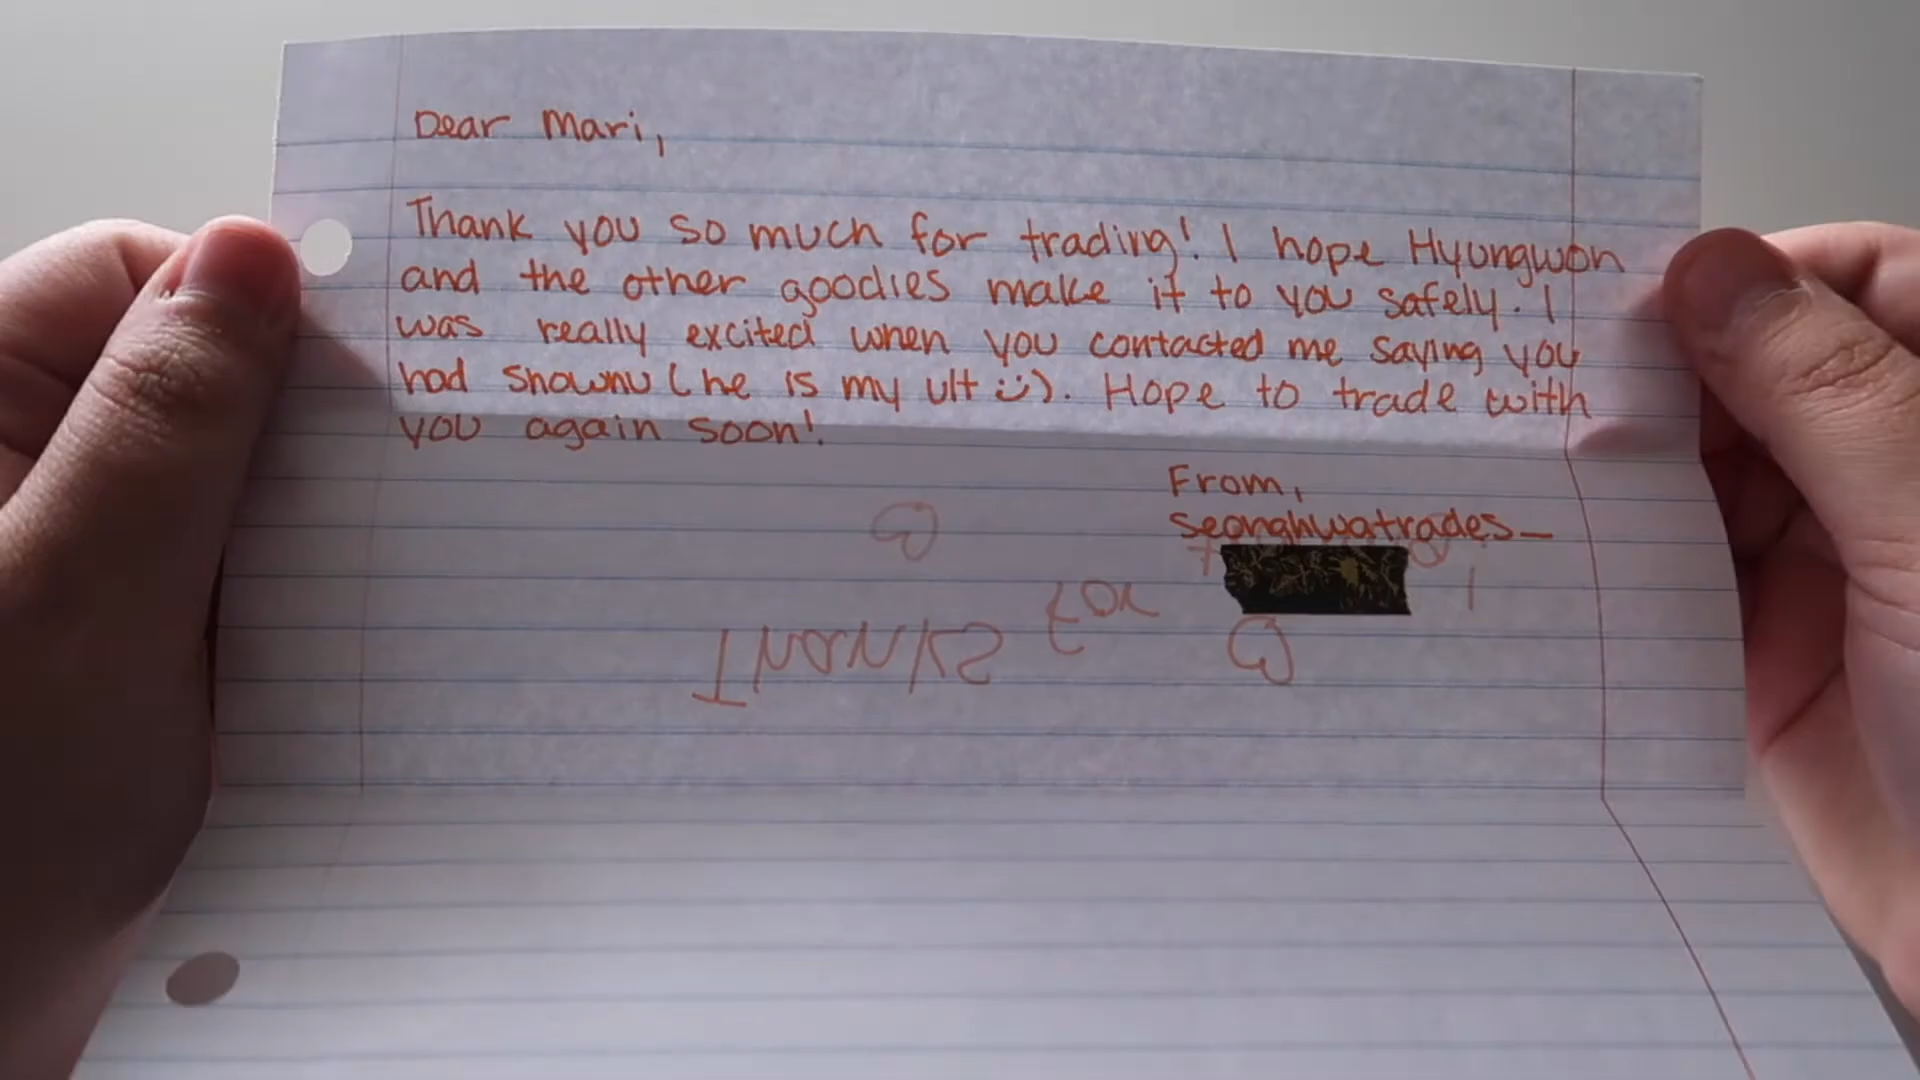 Dear Mari,
Thank you so much for trading! I hope Hyungwon
and the other goodies make it to you safely. I
was really excited when you contacted me saying you
had Shownu (he is my ult :)). Hope to trade with
you again soon!
From,
seonghwatrades_
Thanks for